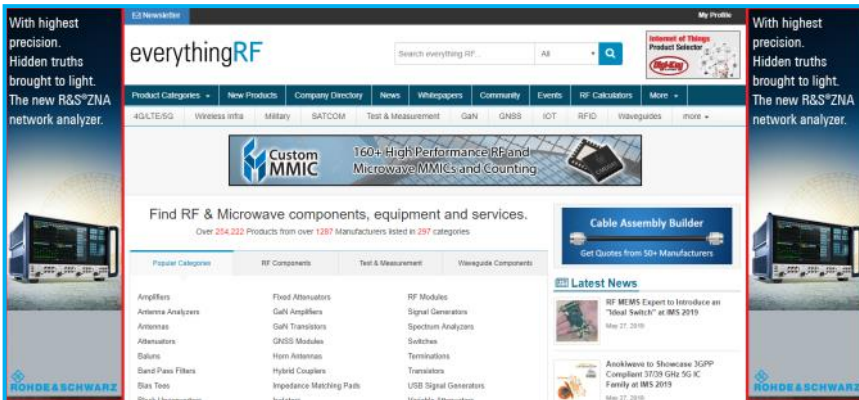 With highest
precision.
Hidden truths
brought to light.
The new R&S®ZNA
network analyzer.
ROHDE&SCHWARZ
Newsletter
My Profile
everythingRF
Search everything RF...
All
Internet of Things
Product Selector
Digi-Key
Product Categories
New Products
Company Directory
News
Whitepapers
Community
Events
RF Calculators
More
4G/LTE/5G
Wireless Infra
Military
SATCOM
Test & Measurement
GaN
GNSS
IOT
RFID
Waveguides
more
Custom
MMIC
160+ High Performance RF and
Microwave MMICs and Counting
Find RF & Microwave components, equipment and services.
Over 254,222 Products from over 1287 Manufacturers listed in 297 categories
Popular Categories
RF Components
Test & Measurement
Waveguide Components
Amplifiers
Antenna Analyzers
Antennas
Attenuators
Baluns
Band Pass Filters
Bias Tees
Fixed Attenuators
GaN Amplifiers
GaN Transistors
GNSS Modules
Horn Antennas
Hybrid Couplers
Impedance Matching Pads
RF Modules
Signal Generators
Spectrum Analyzers
Switches
Terminations
Transistors
USB Signal Generators
Cable Assembly Builder
Get Quotes from 50+ Manufacturers
Latest News
RF MEMS Expert to Introduce an
"Ideal Switch" at IMS 2019
May 27, 2019
Anokiwave to Showcase 3GPP
Compliant 37/39 GHz 5G IC
Family at IMS 2019
May 27, 2019
With highest
precision.
Hidden truths
brought to light.
The new R&S®ZNA
network analyzer.
ROHDE&SCHWARZ